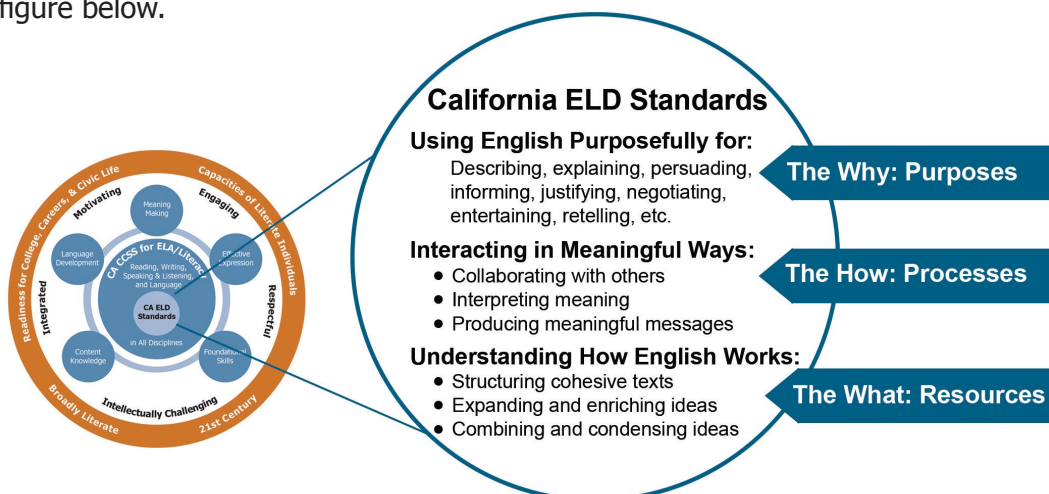 figure below.
California ELD Standards
Using English Purposefully for:
Describing, explaining, persuading,
informing, justifying, negotiating,
entertaining, retelling, etc.
The Why: Purposes
Interacting in Meaningful Ways:
● Collaborating with others
● Interpreting meaning
● Producing meaningful messages
The How: Processes
Understanding How English Works:
● Structuring cohesive texts
● Expanding and enriching ideas
● Combining and condensing ideas
The What: Resources
Readiness for College, Careers, & Civic Life
Capacities of Literate Individuals
Broadly Literate
21st Century
Motivating
Engaging
Integrated
Respectful
Intellectually Challenging
Meaning
Making
Language
Development
Effective
Expression
Content
Knowledge
Foundational
Skills
CA CCSS for ELA/Literacy
Reading, Writing,
Speaking & Listening,
and Language
CA ELD
Standards
in All Disciplines